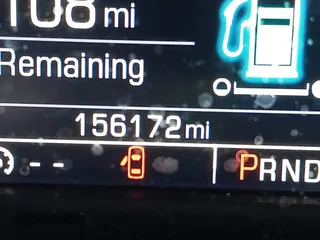 108 mi
Remaining
156172 mi
--
PRND